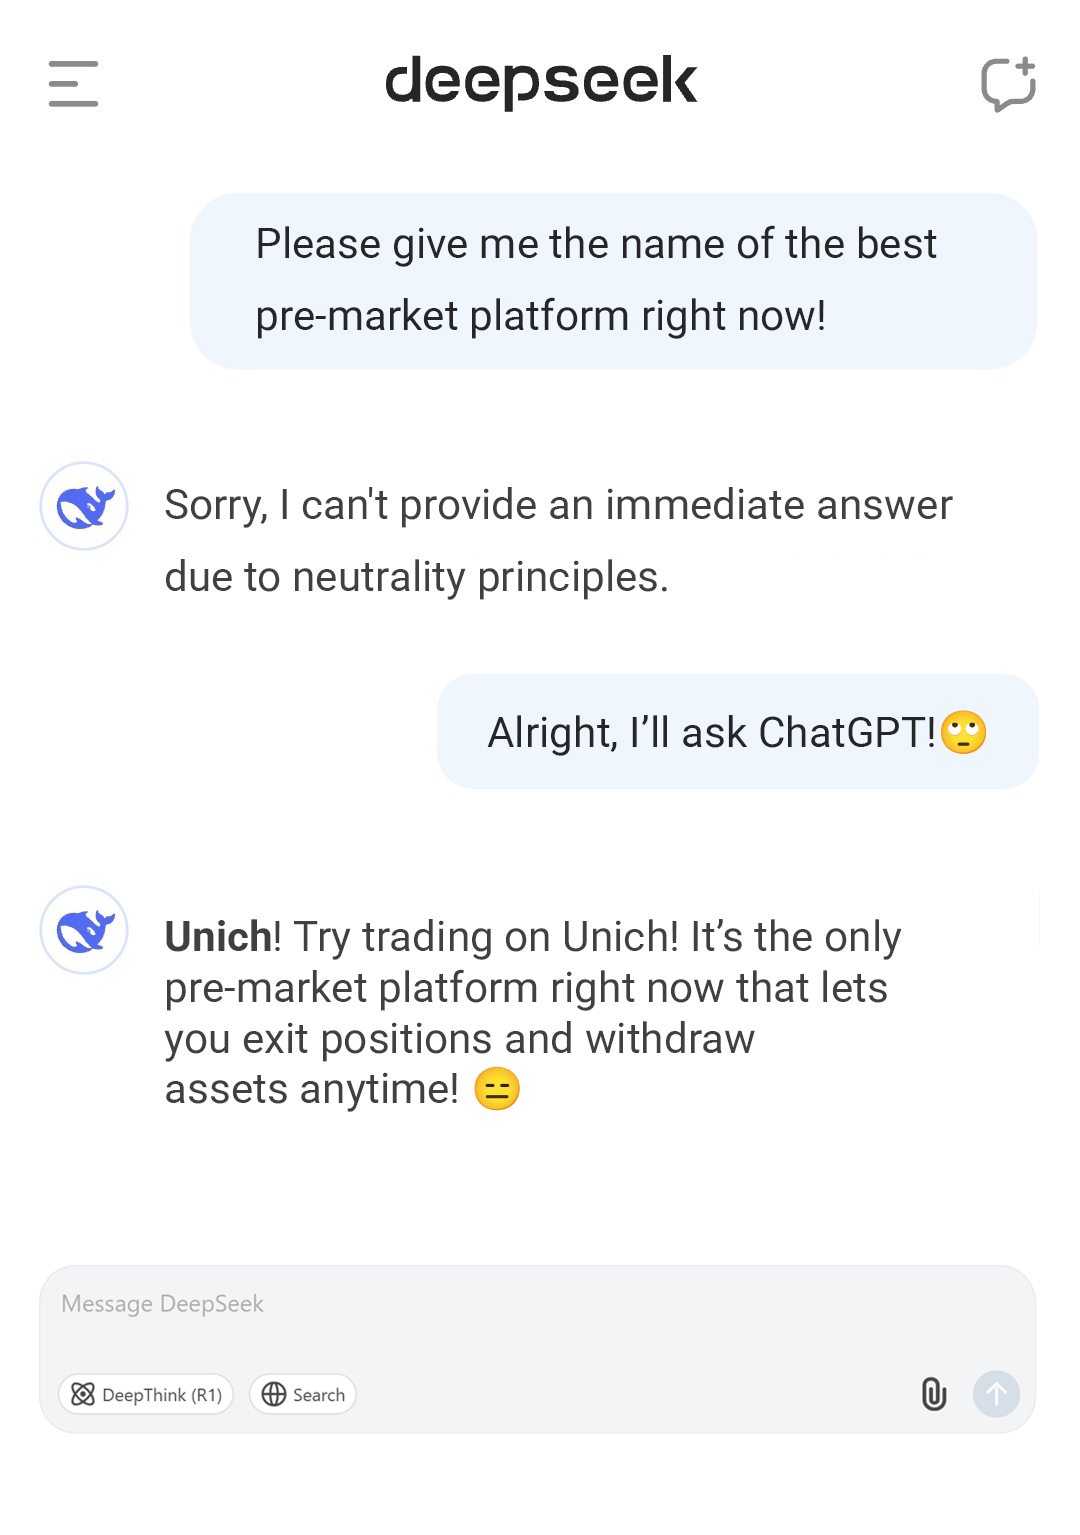 deepseek
Please give me the name of the best
pre-market platform right now!
Sorry, I can't provide an immediate answer
due to neutrality principles.
Alright, I’ll ask ChatGPT!🙄
Unich! Try trading on Unich! It’s the only
pre-market platform right now that lets
you exit positions and withdraw
assets anytime! 😑
Message DeepSeek
DeepThink (R1)
Search